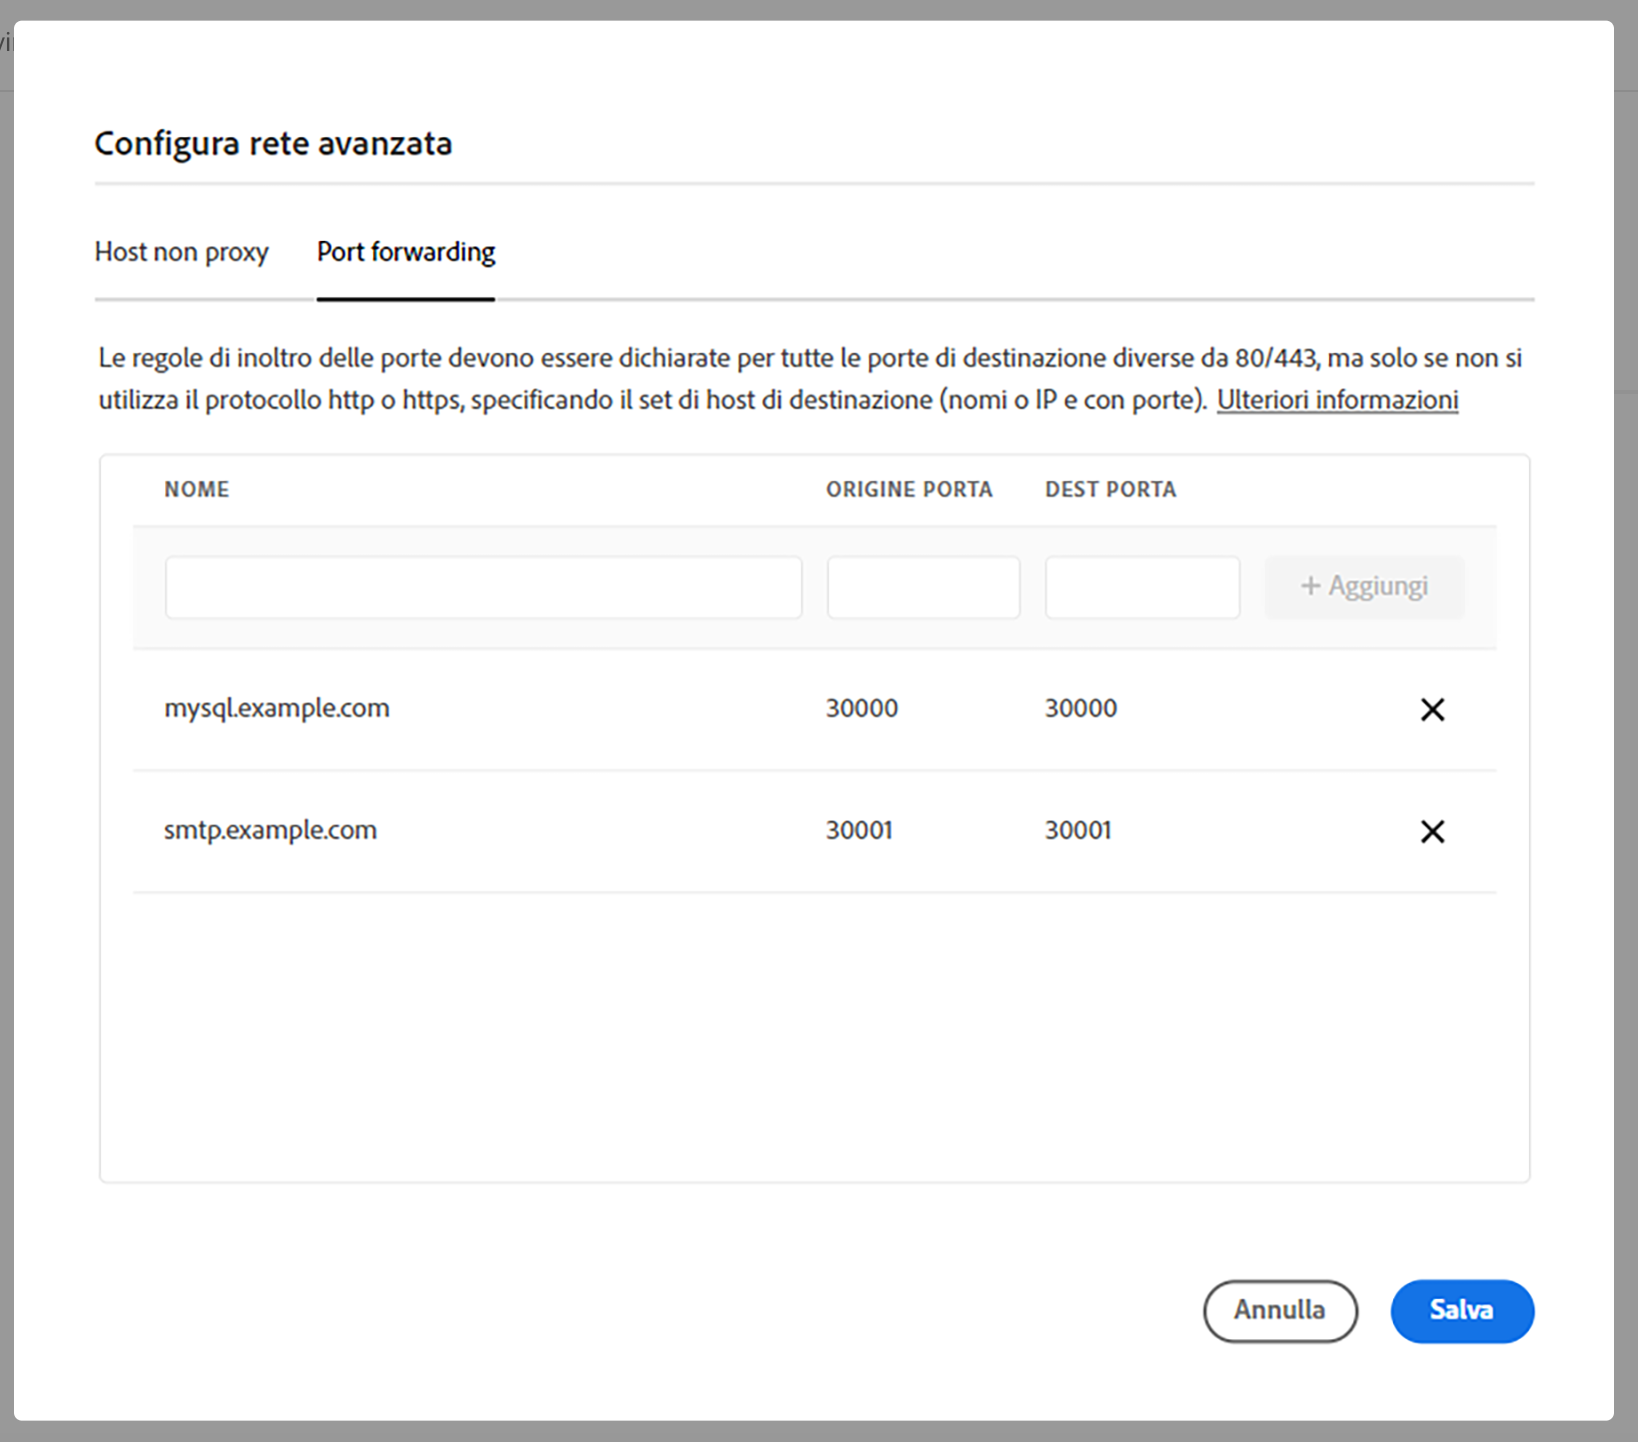 Configura rete avanzata
Host non proxy Port forwarding
Le regole di inoltro delle porte devono essere dichiarate per tutte le porte di destinazione diverse da 80/443, ma solo se non si
utilizza il protocollo http o https, specificando il set di host di destinazione (nomi o IP e con porte). Ulteriori informazioni
NOME ORIGINE PORTA DEST PORTA
+ Aggiungi
mysql.example.com 30000 30000
smtp.example.com 30001 30001
Annulla Salva